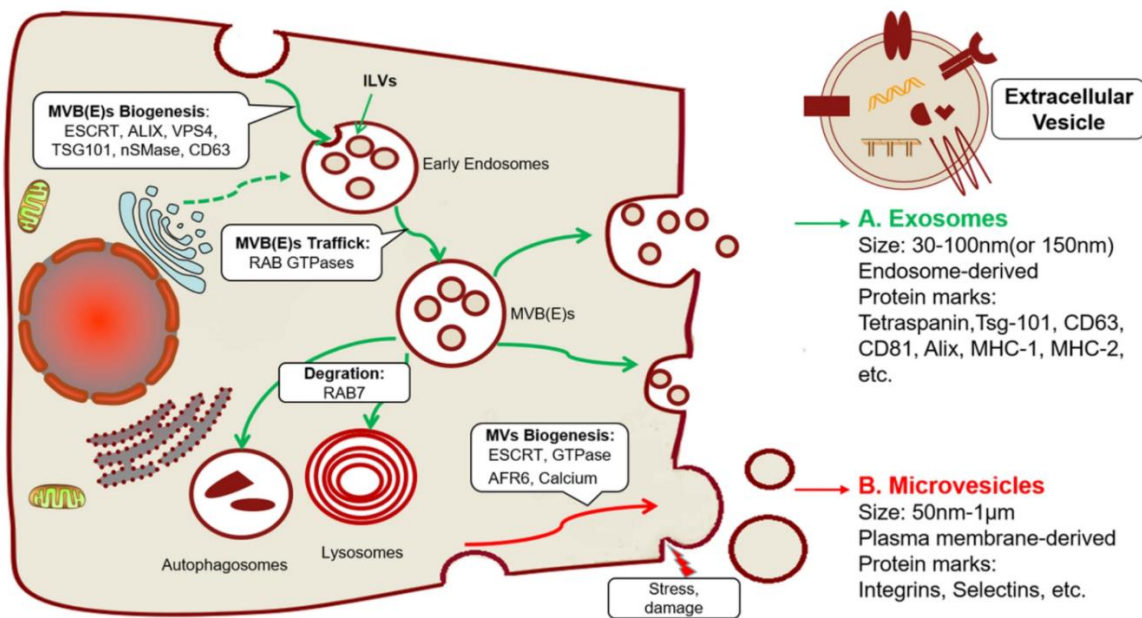 ILVs
MVB(E)s Biogenesis:
ESCRT, ALIX, VPS4,
TSG101, nSMase, CD63
Early Endosomes
MVB(E)s Traffick:
RAB GTPases
MVB(E)s
Degration:
RAB7
MVs Biogenesis:
ESCRT, GTPase
AFR6, Calcium
Autophagosomes
Lysosomes
Stress,
damage
Extracellular
Vesicle
A. Exosomes
Size: 30-100nm(or 150nm)
Endosome-derived
Protein marks:
Tetraspanin,Tsg-101, CD63,
CD81, Alix, MHC-1, MHC-2,
etc.
B. Microvesicles
Size: 50nm-1μm
Plasma membrane-derived
Protein marks:
Integrins, Selectins, etc.